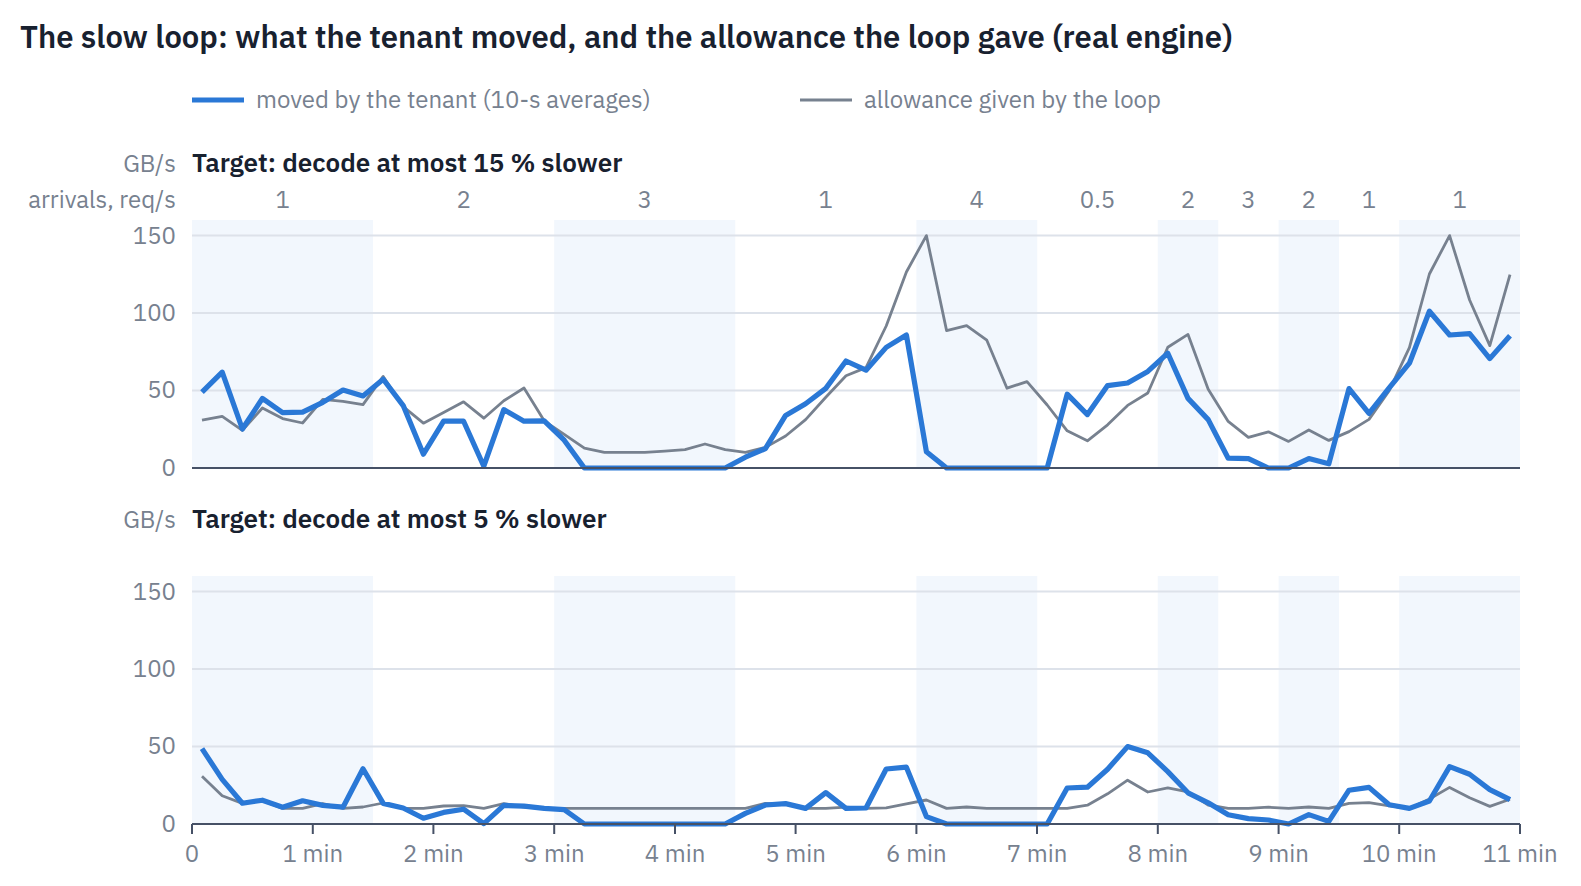 The slow loop: what the tenant moved, and the allowance the loop gave (real engine)
moved by the tenant (10-s averages) allowance given by the loop
GB/s Target: decode at most 15 % slower
arrivals, req/s 1 2 3 1 4 0.5 2 3 2 1 1
150
100
50
0
GB/s Target: decode at most 5 % slower
150
100
50
0
0 1 min 2 min 3 min 4 min 5 min 6 min 7 min 8 min 9 min 10 min 11 min